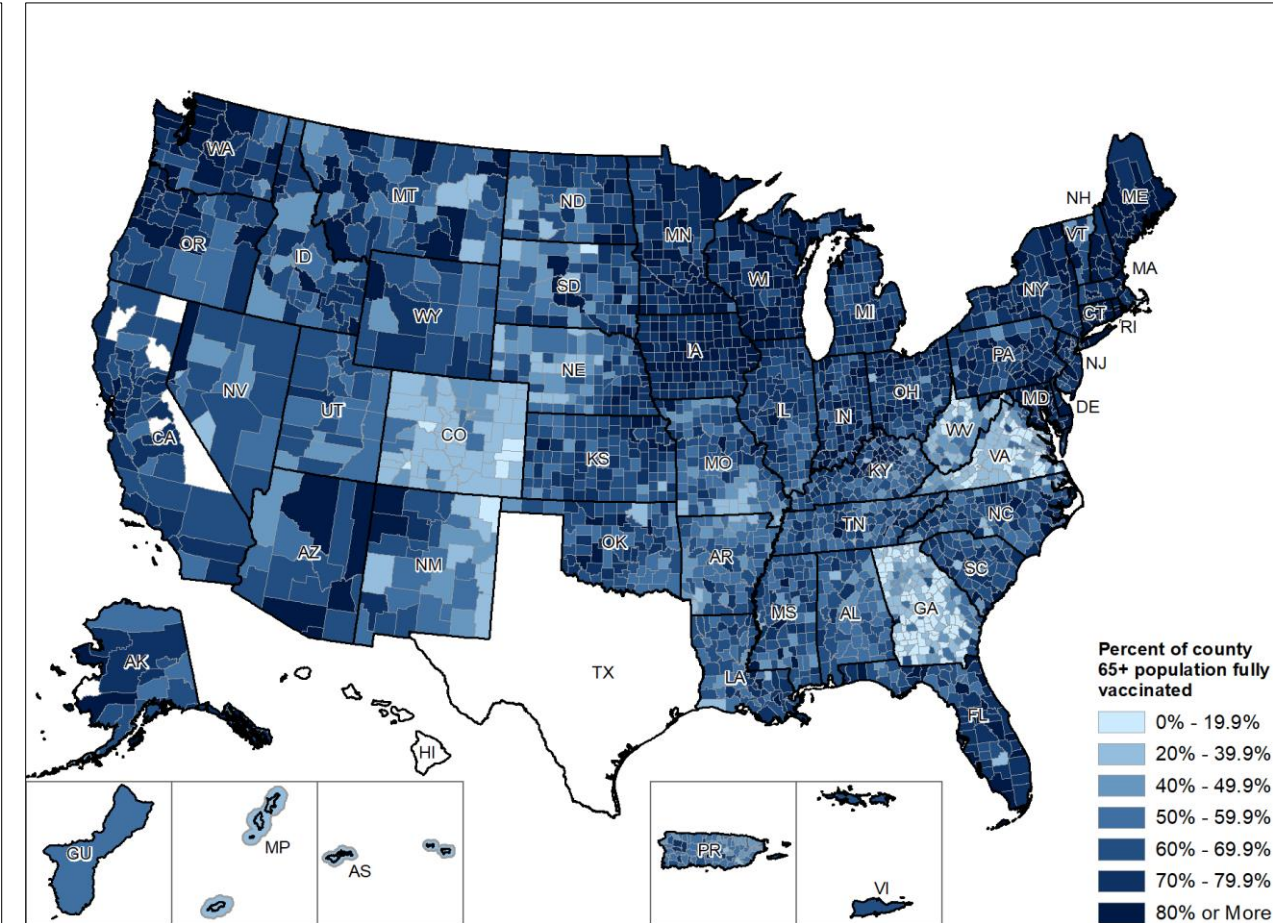 WA
MT
ND
MN
OR
ID
SD
WI
WY
MI
NH
ME
VT
MA
NY
CT
RI
IA
NE
PA
NJ
NV
UT
CO
IL
IN
OH
MD
DE
WV
VA
CA
KS
MO
KY
AZ
NM
OK
AR
TN
NC
SC
MS
AL
GA
TX
LA
FL
AK
HI
GU
MP
AS
PR
VI
Percent of county
65+ population fully
vaccinated
0% - 19.9%
20% - 39.9%
40% - 49.9%
50% - 59.9%
60% - 69.9%
70% - 79.9%
80% or More